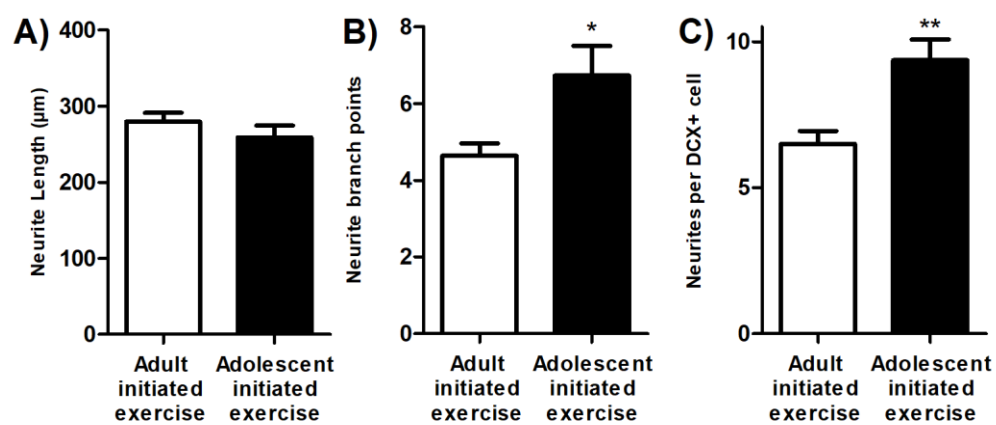 A)
Neurite Length (µm)
400
300
200
100
0
Adult
initiated
exercise
Adolescent
initiated
exercise
B)
Neurite branch points
8
6
4
2
0
*
Adult
initiated
exercise
Adolescent
initiated
exercise
C)
Neurites per DCX+ cell
10
5
0
**
Adult
initiated
exercise
Adolescent
initiated
exercise